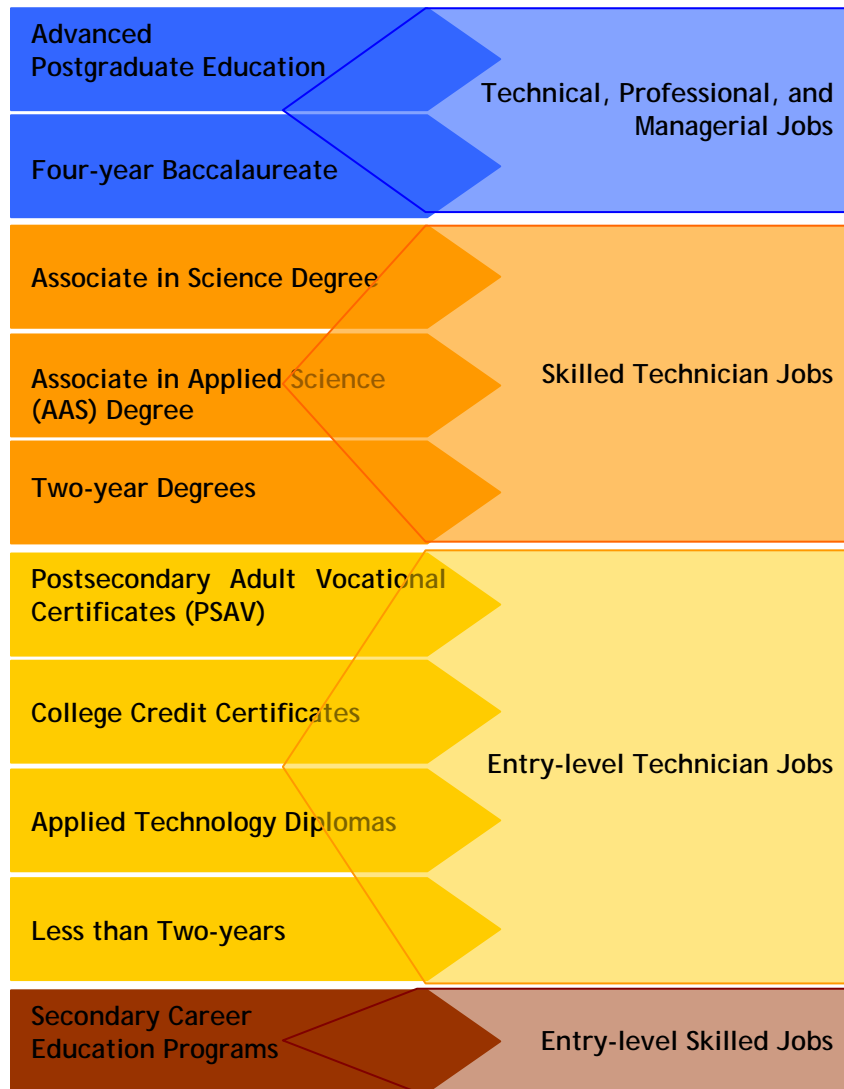 Advanced
Postgraduate Education
Technical, Professional, and
Managerial Jobs
Four-year Baccalaureate
Associate in Science Degree
Associate in Applied Science
(AAS) Degree
Skilled Technician Jobs
Two-year Degrees
Postsecondary Adult Vocational
Certificates (PSAV)
College Credit Certificates
Entry-level Technician Jobs
Applied Technology Diplomas
Less than Two-years
Secondary Career
Education Programs
Entry-level Skilled Jobs